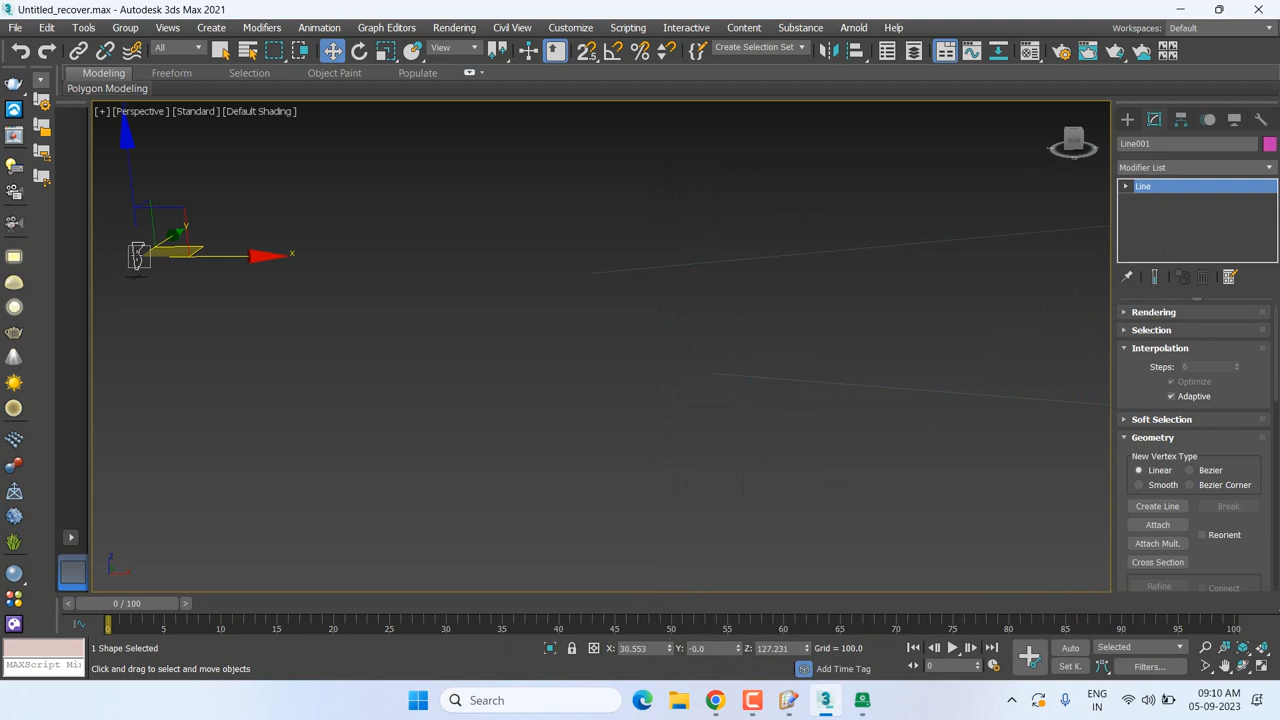 Untitled_recover.max - Autodesk 3ds Max 2021
File Edit Tools Group Views Create Modifiers Animation Graph Editors Rendering Civil View Customize Scripting Interactive Content Substance Arnold Help Workspaces: Default
All View Create Selection Set
Modeling Freeform Selection Object Paint Populate
Polygon Modeling
[+] [Perspective ] [Standard ] [Default Shading ]
Line001
Modifier List
Line
x
y
Rendering
Selection
Interpolation
Steps: 6
Optimize
Adaptive
Soft Selection
Geometry
New Vertex Type
Linear Bezier
Smooth Bezier Corner
Create Line Break
Attach
Reorient
Attach Mult.
Cross Section
Refine Connect
z
x
0 / 100
0 5 10 15 20 25 30 35 40 45 50 55 60 65 70 75 80 85 90 95 100
1 Shape Selected
X: 30.553 Y: -0.0 Z: 127.231 Grid = 100.0
Auto Selected
MAXScript Mi
Click and drag to select and move objects
Add Time Tag
0
Set K. Filters...
Search
ENG
IN
09:10 AM
05-09-2023